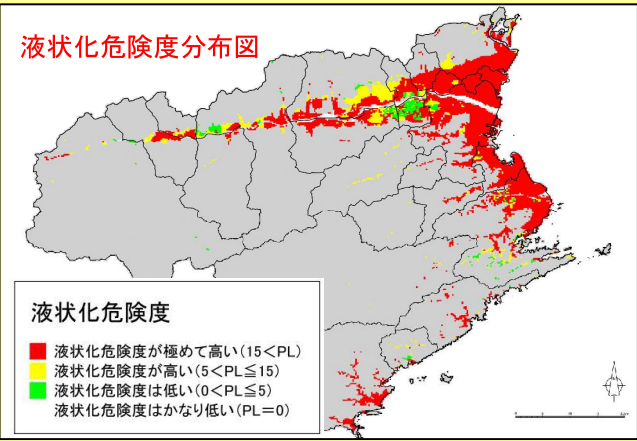 液状化危険度分布図
液状化危険度
液状化危険度が極めて高い(15<PL)
液状化危険度が高い(5<PL≦15)
液状化危険度は低い(0<PL≦5)
液状化危険度はかなり低い(PL=0)